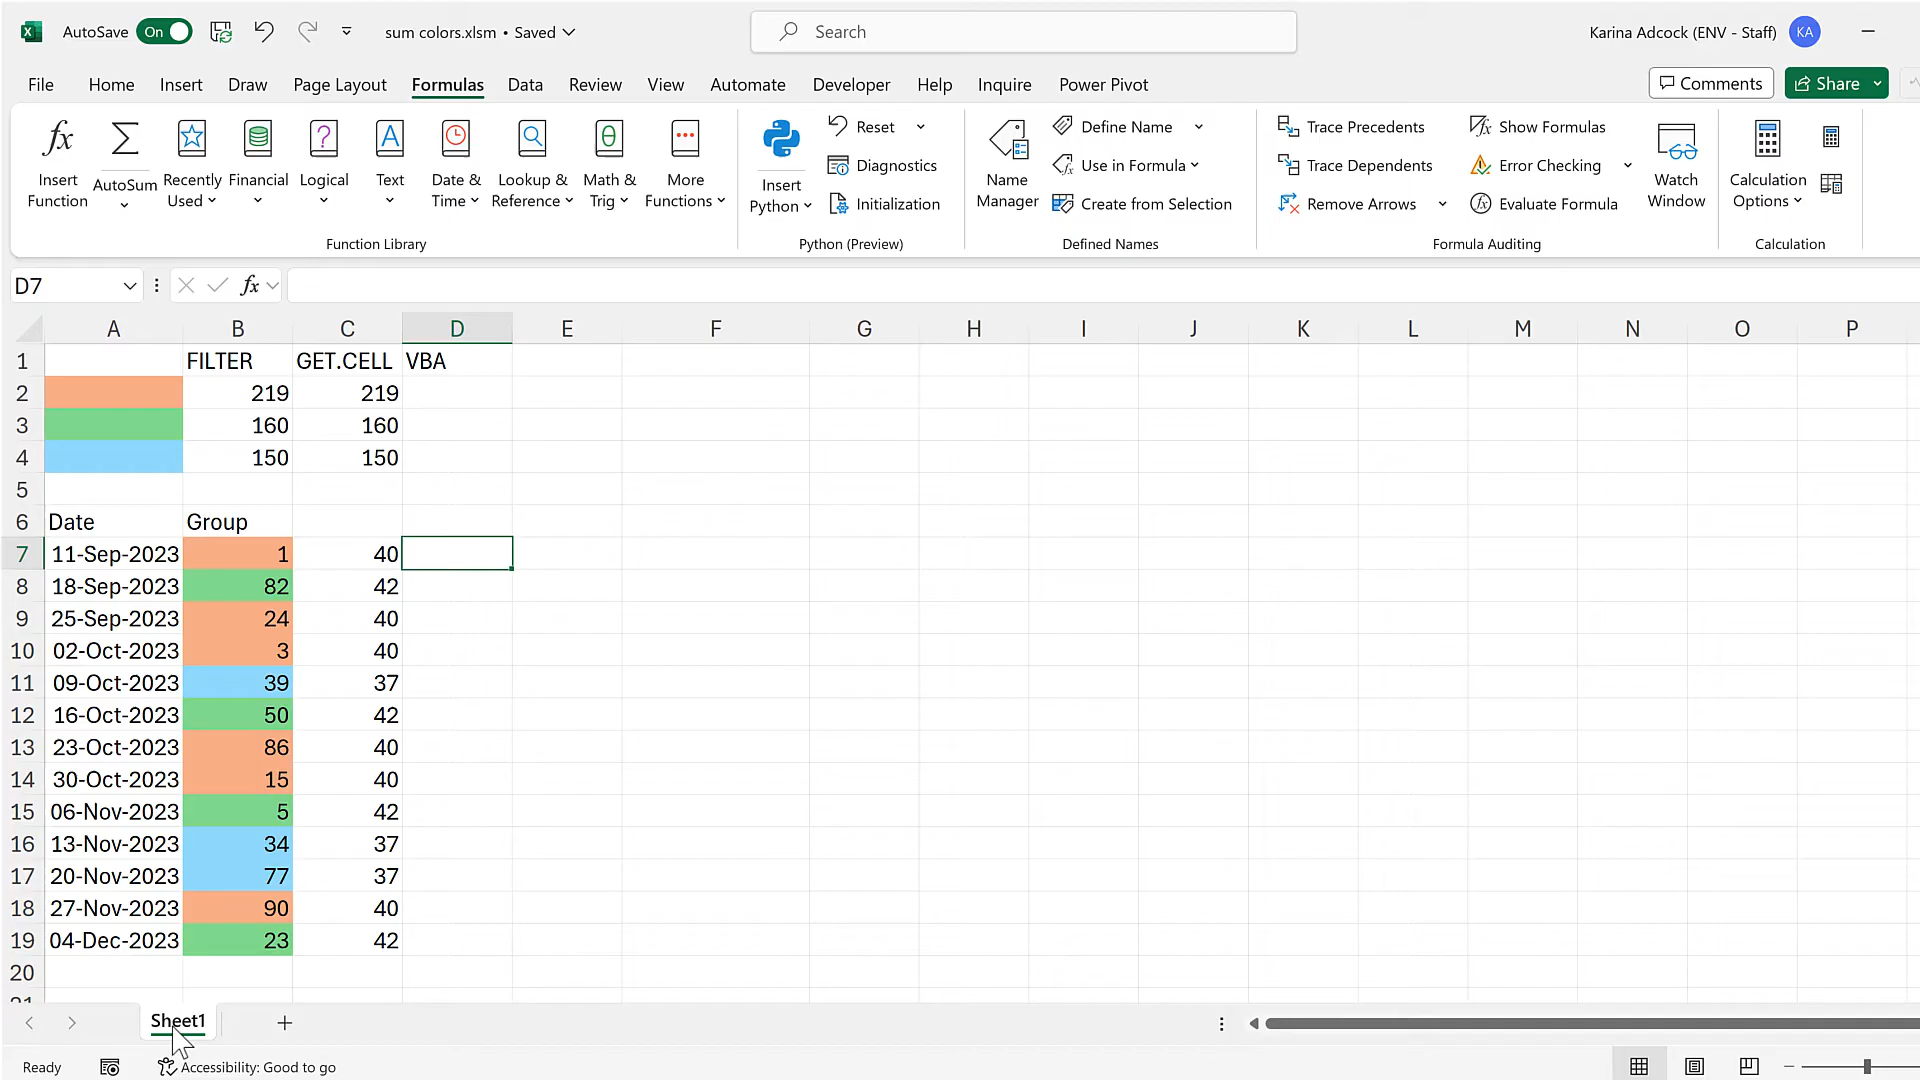 AutoSave On sum colors.xlsm • Saved Search Karina Adcock (ENV - Staff) KA
File Home Insert Draw Page Layout Formulas Data Review View Automate Developer Help Inquire Power Pivot Comments Share
Insert Function
AutoSum
Recently Used
Financial
Logical
Text
Date & Time
Lookup & Reference
Math & Trig
More Functions
Function Library
Insert Python
Reset
Diagnostics
Initialization
Python (Preview)
Name Manager
Define Name
Use in Formula
Create from Selection
Defined Names
Trace Precedents
Trace Dependents
Remove Arrows
Show Formulas
Error Checking
Evaluate Formula
Formula Auditing
Watch Window
Calculation Options
Calculation
D7 fx
A B C D E F G H I J K L M N O P
1 FILTER GET.CELL VBA
2 219 219
3 160 160
4 150 150
5
6 Date Group
7 11-Sep-2023 1 40
8 18-Sep-2023 82 42
9 25-Sep-2023 24 40
10 02-Oct-2023 3 40
11 09-Oct-2023 39 37
12 16-Oct-2023 50 42
13 23-Oct-2023 86 40
14 30-Oct-2023 15 40
15 06-Nov-2023 5 42
16 13-Nov-2023 34 37
17 20-Nov-2023 77 37
18 27-Nov-2023 90 40
19 04-Dec-2023 23 42
20
21
Sheet1
Ready Accessibility: Good to go